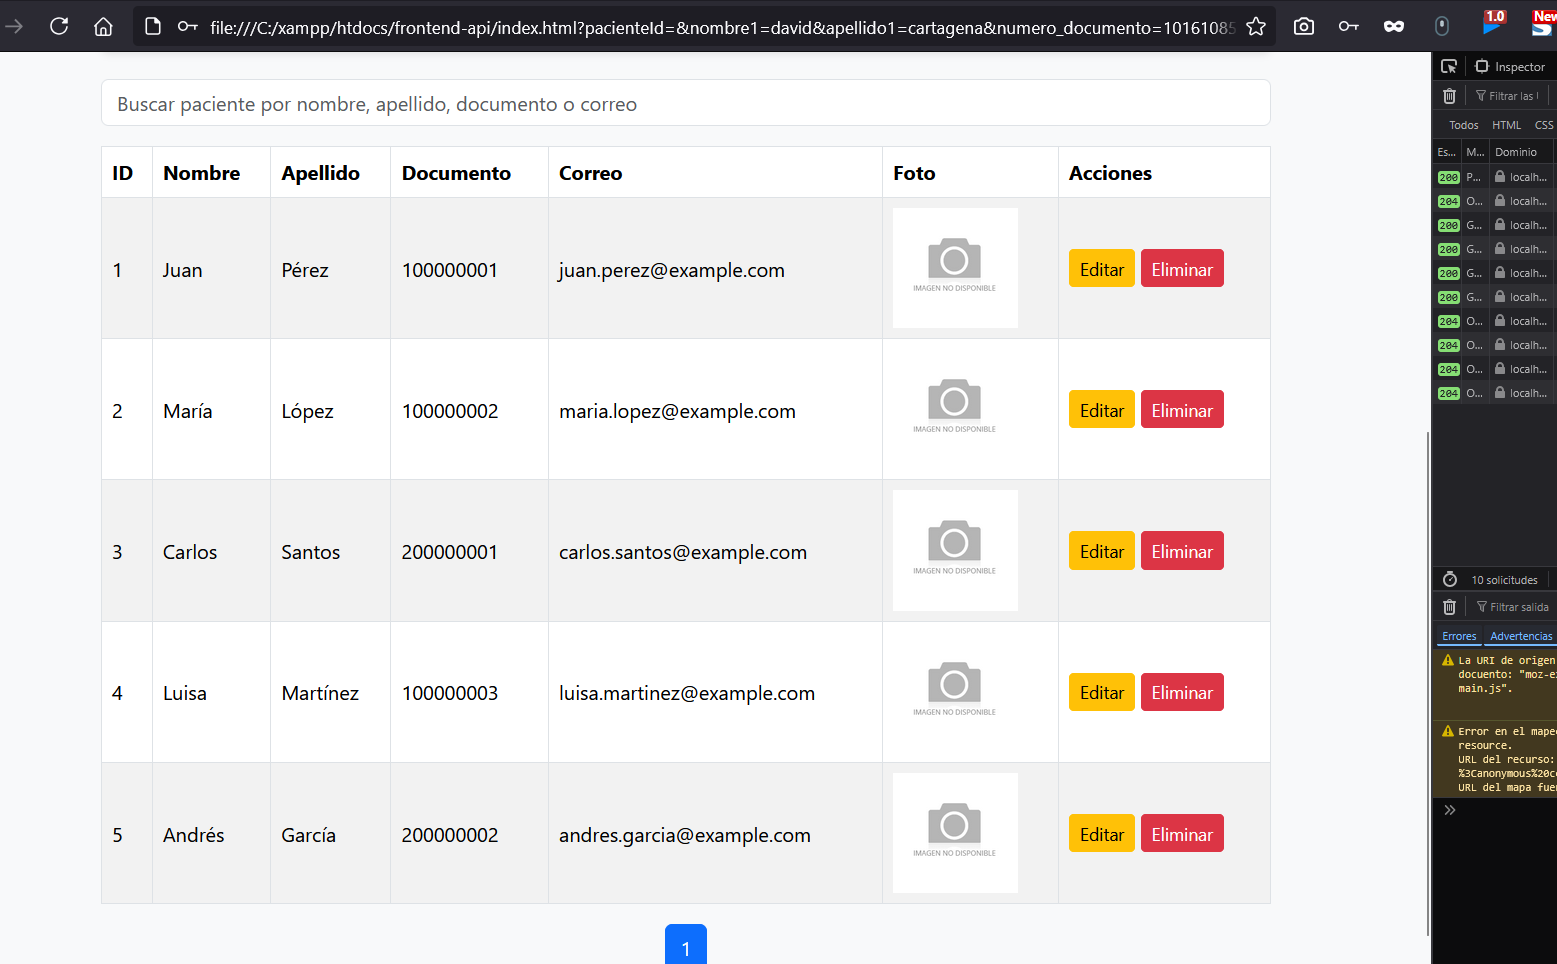 file:///C:/xampp/htdocs/frontend-api/index.html?pacienteId=&nombre1=david&apellido1=cartagena&numero_documento=10161085
1.0
New
Buscar paciente por nombre, apellido, documento o correo
ID Nombre Apellido Documento Correo Foto Acciones
IMAGEN NO DISPONIBLE
1 Juan Pérez 100000001 juan.perez@example.com Editar Eliminar
IMAGEN NO DISPONIBLE
2 María López 100000002 maria.lopez@example.com Editar Eliminar
IMAGEN NO DISPONIBLE
3 Carlos Santos 200000001 carlos.santos@example.com Editar Eliminar
IMAGEN NO DISPONIBLE
4 Luisa Martínez 100000003 luisa.martinez@example.com Editar Eliminar
IMAGEN NO DISPONIBLE
5 Andrés García 200000002 andres.garcia@example.com Editar Eliminar
1
Inspector
Filtrar las
Todos HTML CSS
Es... M... Dominio
200 P... localh...
204 O... localh...
200 G... localh...
200 G... localh...
200 G... localh...
200 G... localh...
204 O... localh...
204 O... localh...
204 O... localh...
204 O... localh...
10 solicitudes
Filtrar salida
Errores Advertencias
La URI de origen
docuento: "moz-e
main.js".
Error en el mape
resource.
URL del recurso:
%3Canonymous%20c
URL del mapa fue